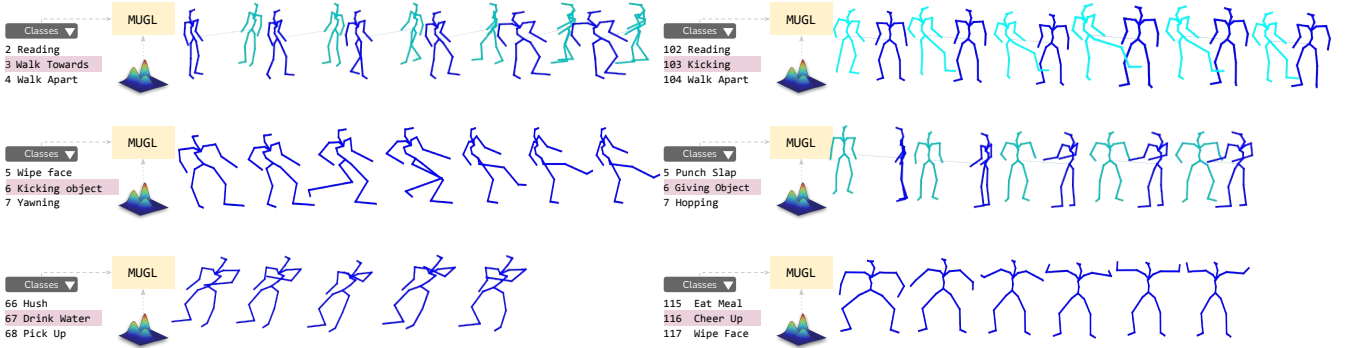 MUGL
Classes
2 Reading
3 Walk Towards
4 Walk Apart
MUGL
Classes
102 Reading
103 Kicking
104 Walk Apart
MUGL
Classes
5 Wipe face
6 Kicking object
7 Yawning
MUGL
Classes
5 Punch Slap
6 Giving Object
7 Hopping
MUGL
Classes
66 Hush
67 Drink Water
68 Pick Up
MUGL
Classes
115 Eat Meal
116 Cheer Up
117 Wipe Face